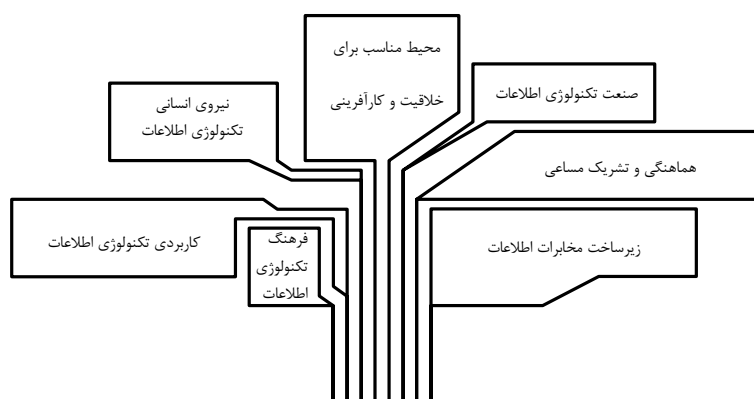 محیط مناسب برای
خلاقیت و کارآفرینی
صنعت تکنولوژی اطلاعات
نیروی انسانی
تکنولوژی اطلاعات
هماهنگی و تشریک مساعی
زیرساخت مخابرات اطلاعات
فرهنگ
تکنولوژی
اطلاعات
کاربردی تکنولوژی اطلاعات